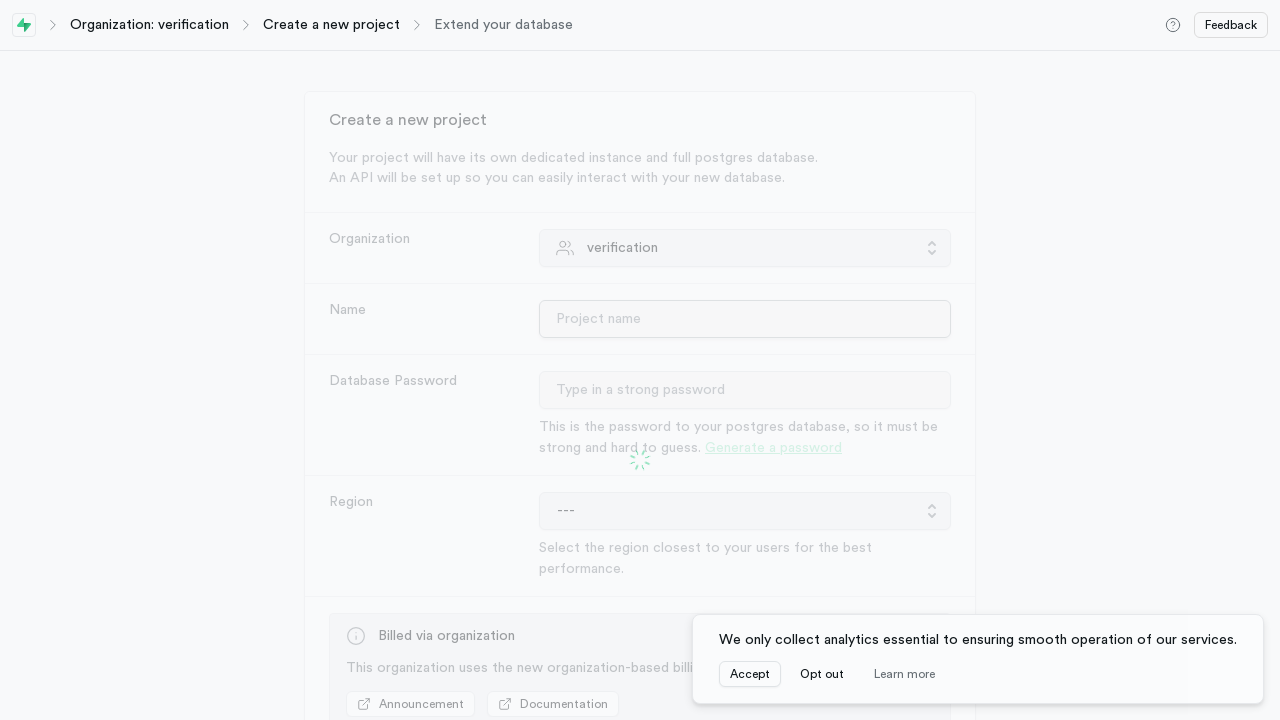 Organization: verification
Create a new project
Extend your database
Feedback
Create a new project
Your project will have its own dedicated instance and full postgres database.
An API will be set up so you can easily interact with your new database.
Organization
verification
Name
Project name
Database Password
Type in a strong password
This is the password to your postgres database, so it must be
strong and hard to guess. Generate a password
Region
---
Select the region closest to your users for the best
performance.
Billed via organization
This organization uses the new organization-based
Announcement
Documentation
We only collect analytics essential to ensuring smooth operation of our services.
Accept
Opt out
Learn more